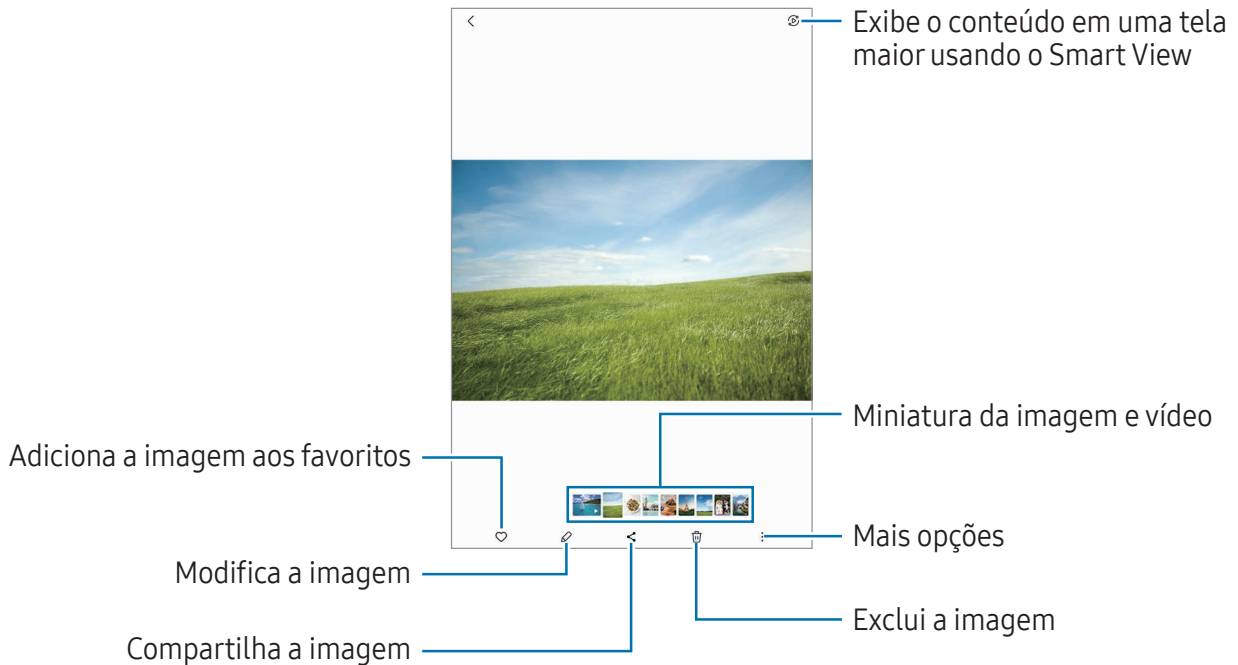 Exibe o conteúdo em uma tela
maior usando o Smart View
Miniatura da imagem e vídeo
Adiciona a imagem aos favoritos
Mais opções
Modifica a imagem
Exclui a imagem
Compartilha a imagem